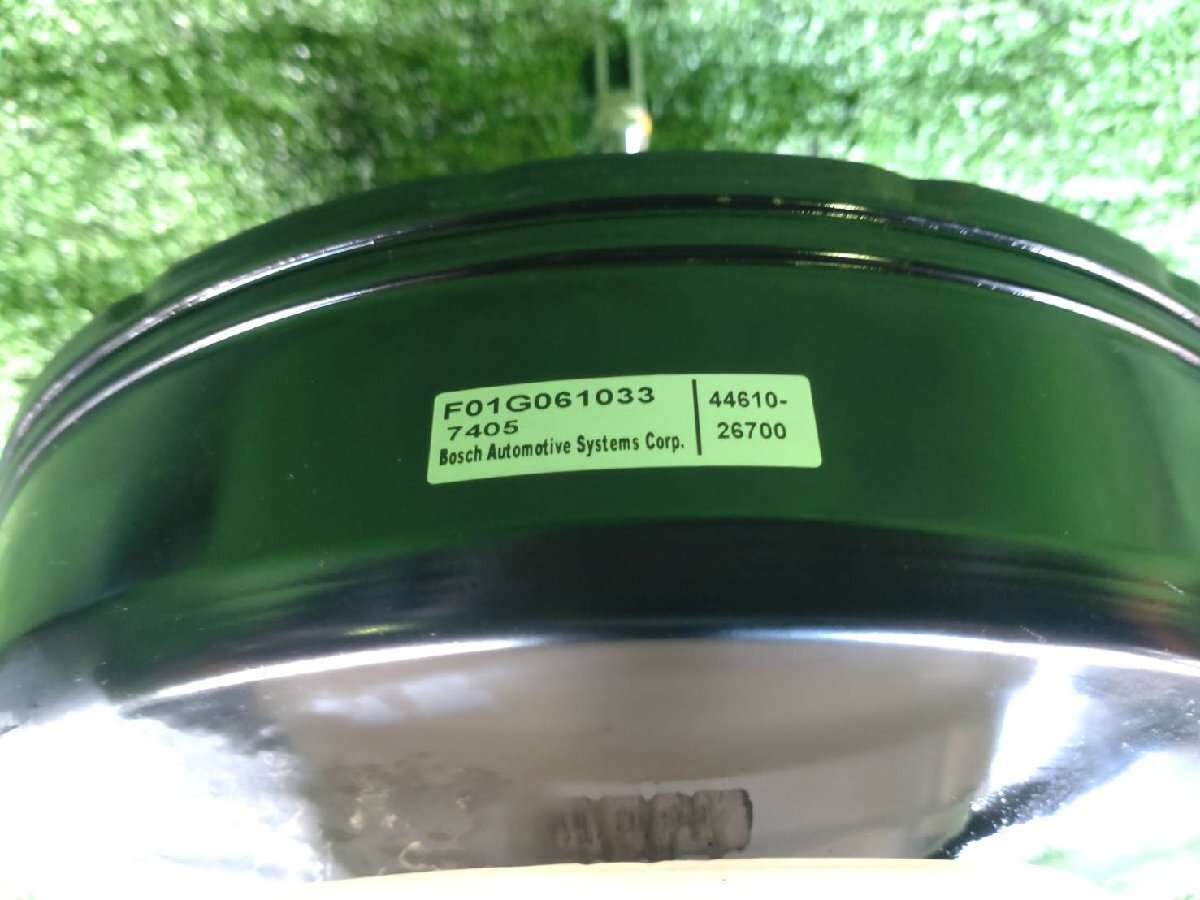 F01G061033
7405
Bosch Automotive Systems Corp.
44610-
26700